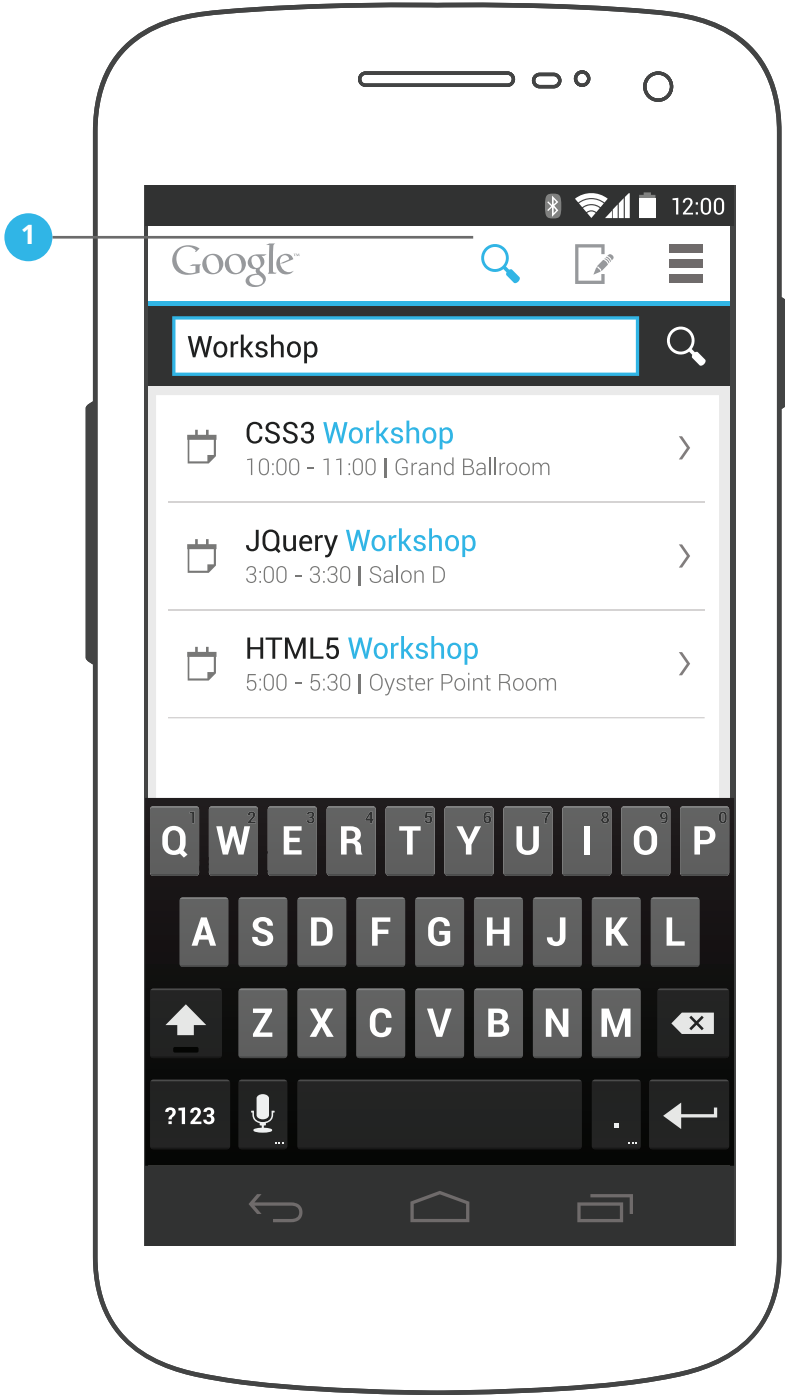 12:00
1
Google™
Workshop
CSS3 Workshop
10:00 - 11:00 | Grand Ballroom
JQuery Workshop
3:00 - 3:30 | Salon D
HTML5 Workshop
5:00 - 5:30 | Oyster Point Room
1 2 3 4 5 6 7 8 9 0
Q W E R T Y U I O P
A S D F G H J K L
Z X C V B N M
?123 ... . ...